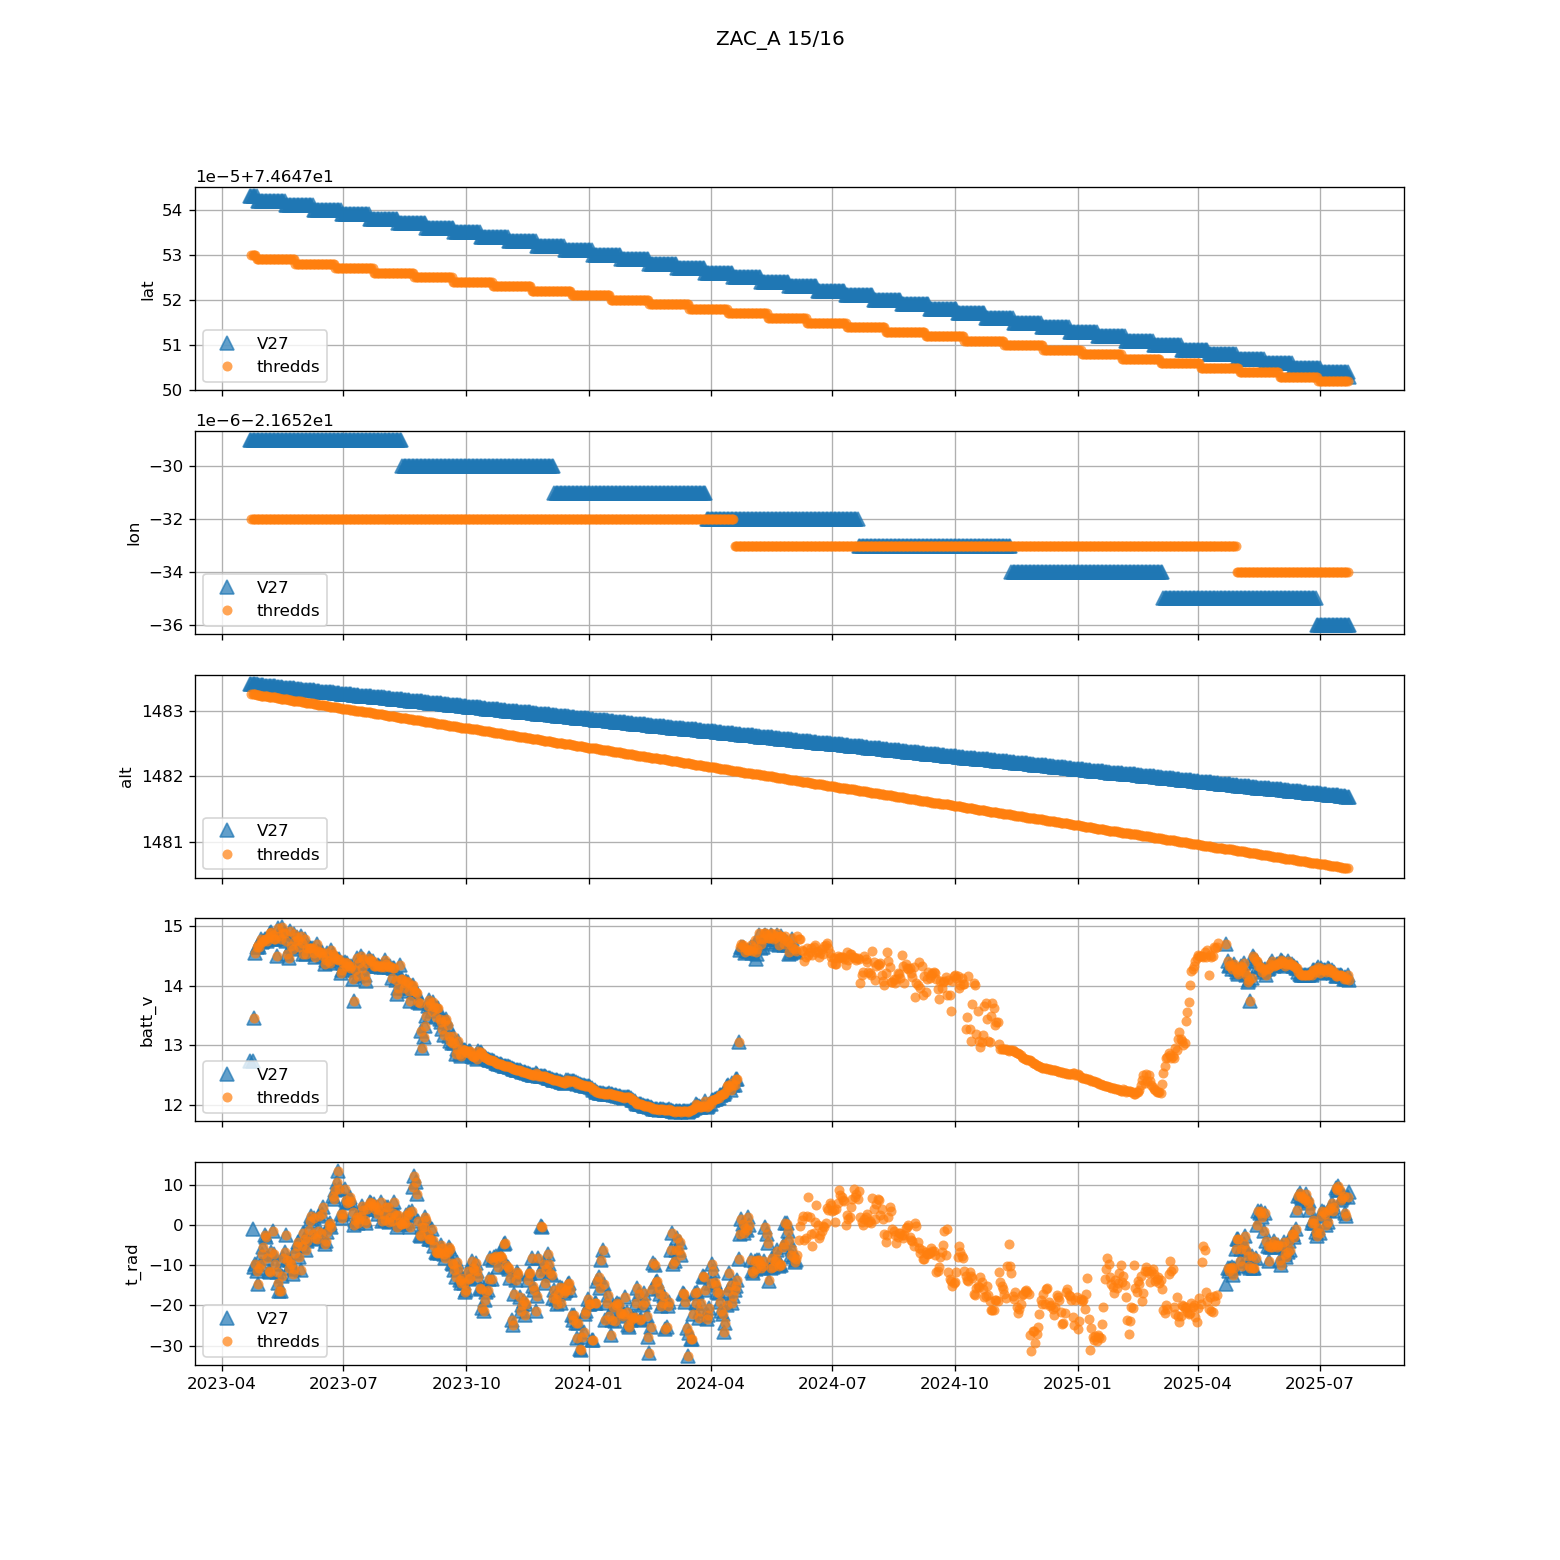 ZAC_A 15/16
1e−5+7.4647e1
54
53
52
51
50
lat
V27
thredds
1e−6−2.1652e1
−30
−32
−34
−36
lon
V27
thredds
1483
1482
1481
alt
V27
thredds
15
14
13
12
batt_v
V27
thredds
10
0
−10
−20
−30
t_rad
V27
thredds
2023-04 2023-07 2023-10 2024-01 2024-04 2024-07 2024-10 2025-01 2025-04 2025-07